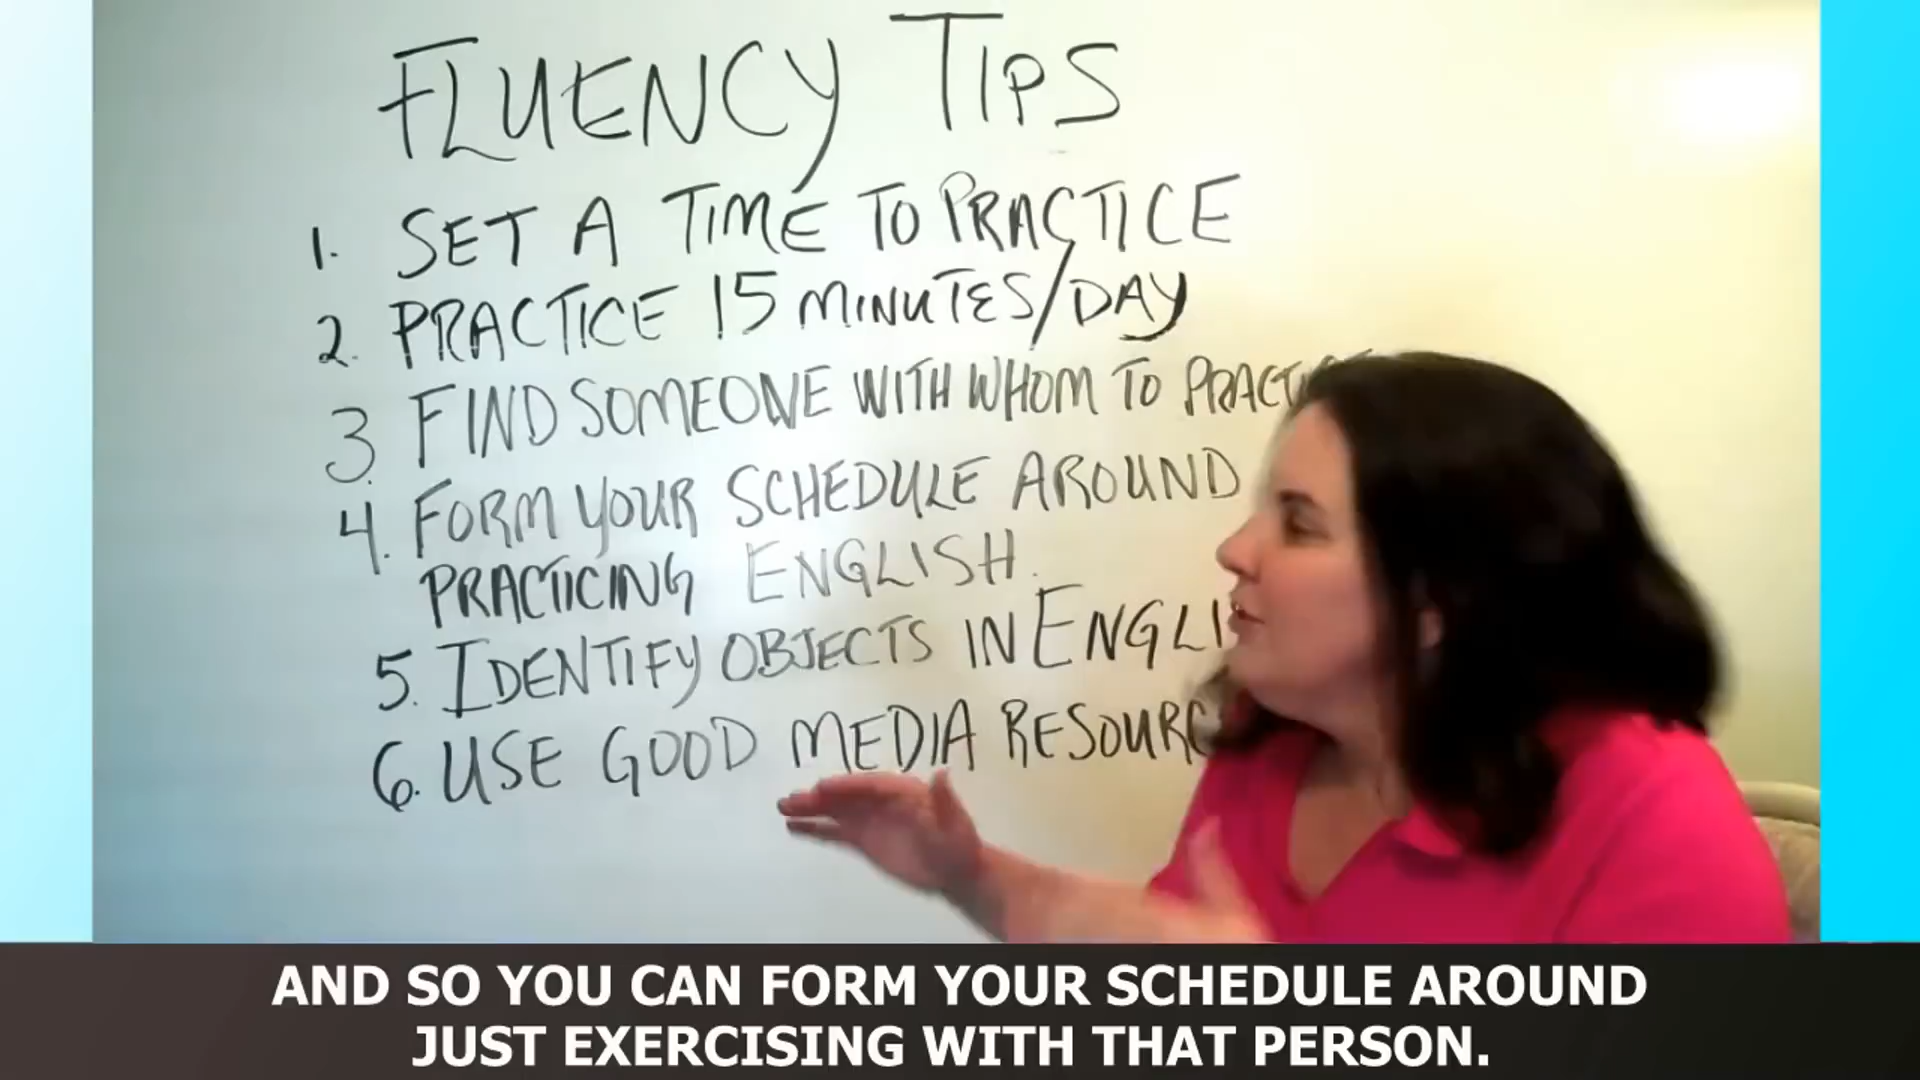 FLUENCY TIPS
1. SET A TIME TO PRACTICE
2. PRACTICE 15 MINUTES/DAY
3. FIND SOMEONE WITH WHOM TO
4. FORM YOUR SCHEDULE AROUND
PRACTICING ENGLISH.
5. IDENTIFY OBJECTS IN
6. USE GOOD MEDIA
AND SO YOU CAN FORM YOUR SCHEDULE AROUND
JUST EXERCISING WITH THAT PERSON.